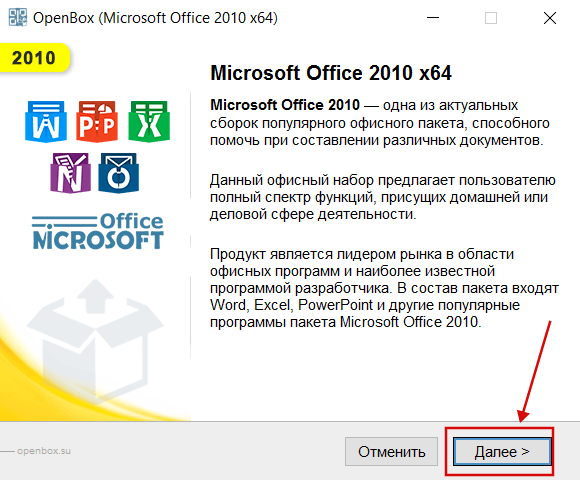 OpenBox (Microsoft Office 2010 x64)
2010
Microsoft Office 2010 x64
Microsoft Office 2010 — одна из актуальных
сборок популярного офисного пакета, способного
помочь при составлении различных документов.
Данный офисный набор предлагает пользователю
полный спектр функций, присущих домашней или
деловой сфере деятельности.
Продукт является лидером рынка в области
офисных программ и наиболее известной
программой разработчика. В состав пакета входят
Word, Excel, PowerPoint и другие популярные
программы пакета Microsoft Office 2010.
W P X
N O
Office
MICROSOFT
openbox.su
Отменить
Далее >